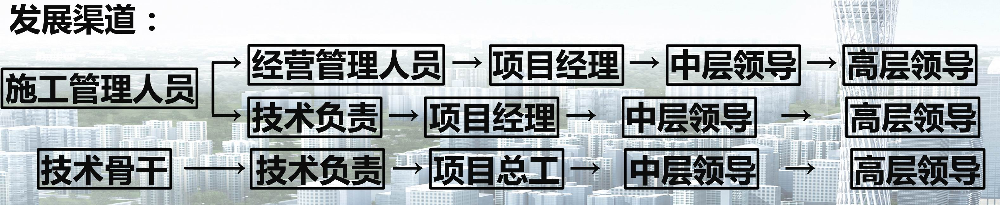 发展渠道：
经营管理人员→项目经理→中层领导→高层领导
施工管理人员
技术负责→项目经理→中层领导→高层领导
技术骨干→技术负责→项目总工→中层领导→高层领导